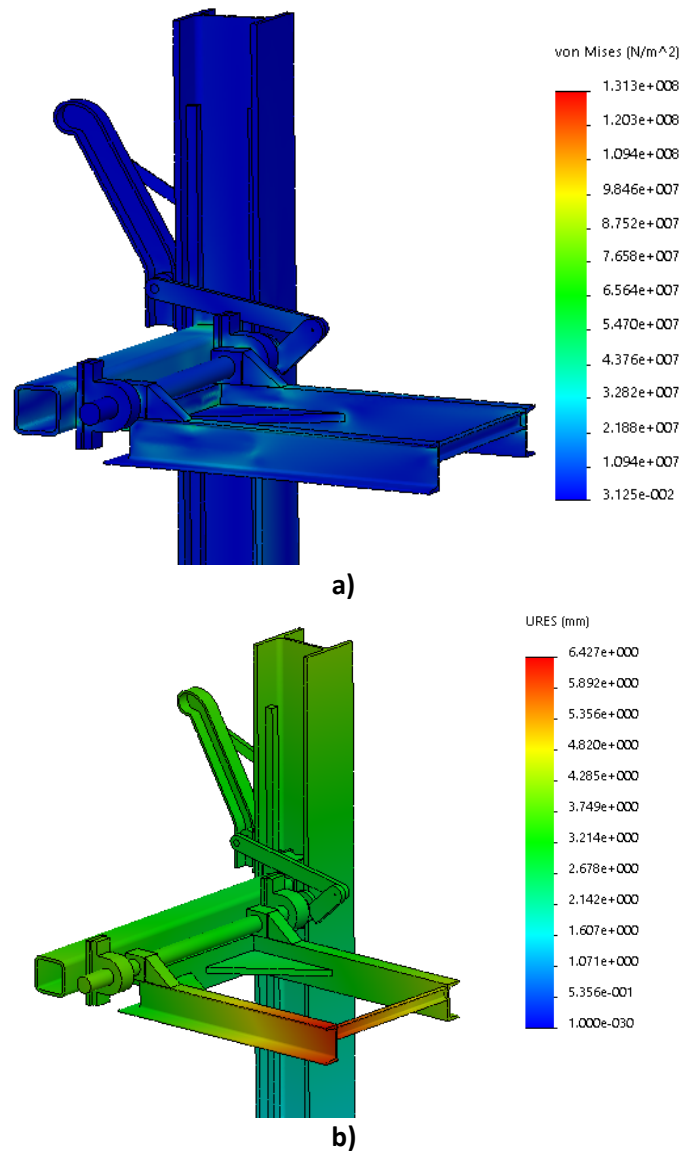 von Mises (N/m^2)
1.313e+008
1.203e+008
1.094e+008
9.846e+007
8.752e+007
7.658e+007
6.564e+007
5.470e+007
4.376e+007
3.282e+007
2.188e+007
1.094e+007
3.125e-002
a)
URES (mm)
6.427e+000
5.892e+000
5.356e+000
4.820e+000
4.285e+000
3.749e+000
3.214e+000
2.678e+000
2.142e+000
1.607e+000
1.071e+000
5.356e-001
1.000e-030
b)